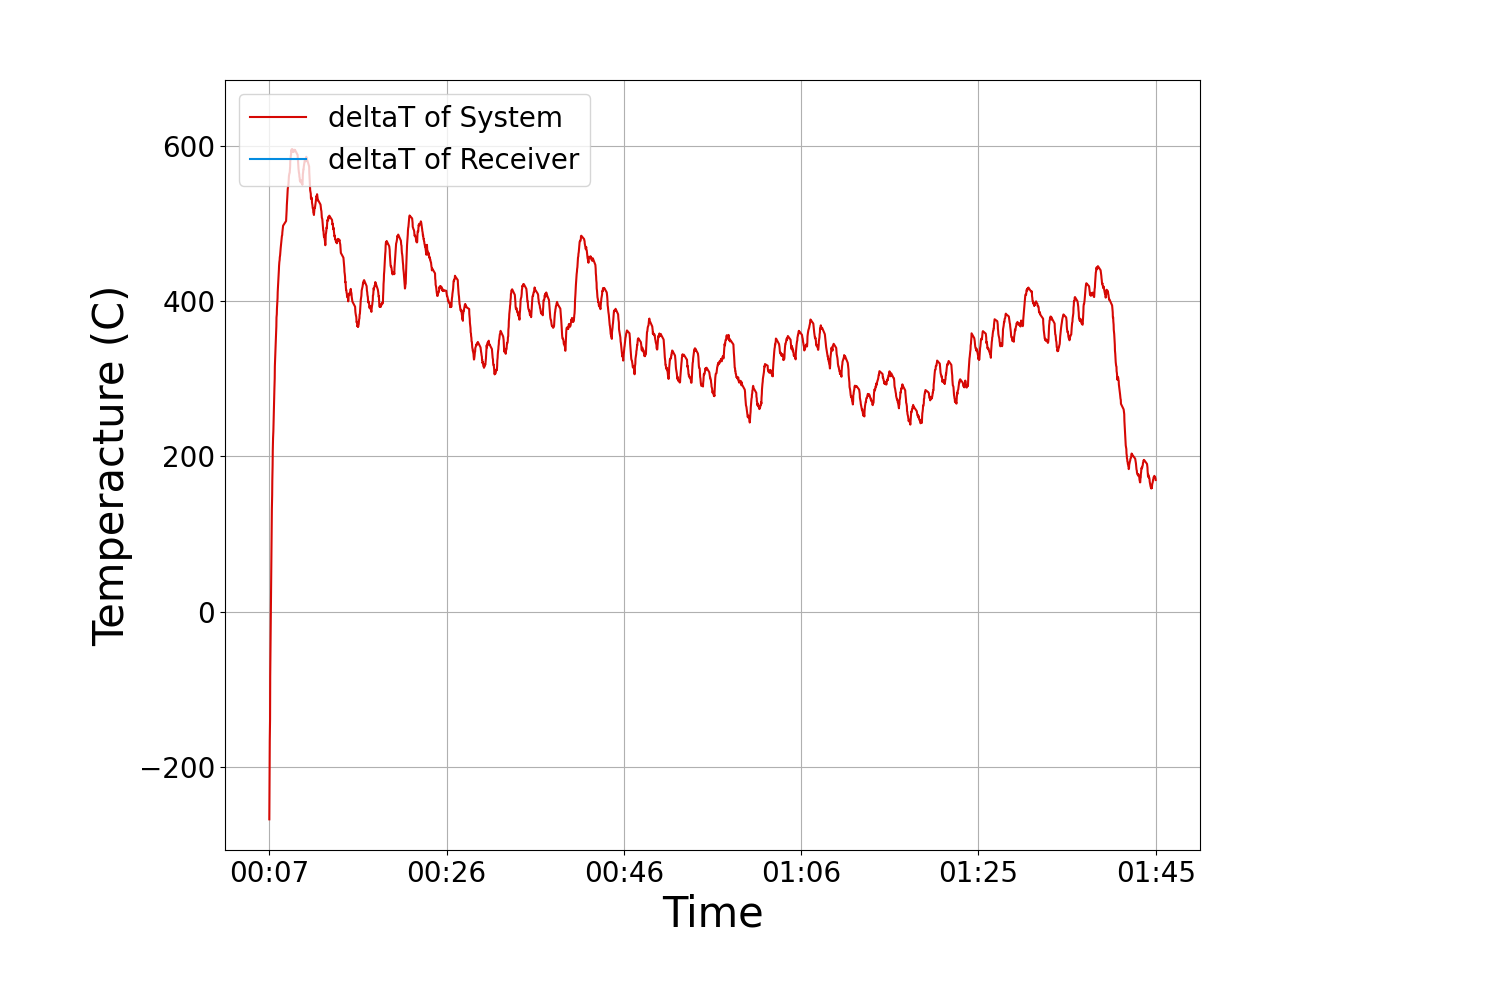 deltaT of System
deltaT of Receiver
600
400
200
0
−200
Temperacture (C)
00:07 00:26 00:46 01:06 01:25 01:45
Time